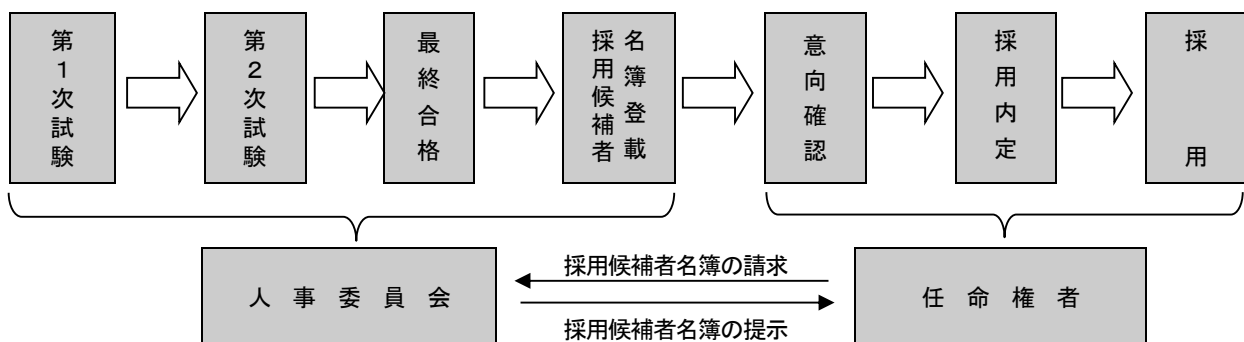 第１次試験
第２次試験
最終合格
採用候補者
名簿登載
意向確認
採用内定
採用
採用候補者名簿の請求
人事委員会
任命権者
採用候補者名簿の提示